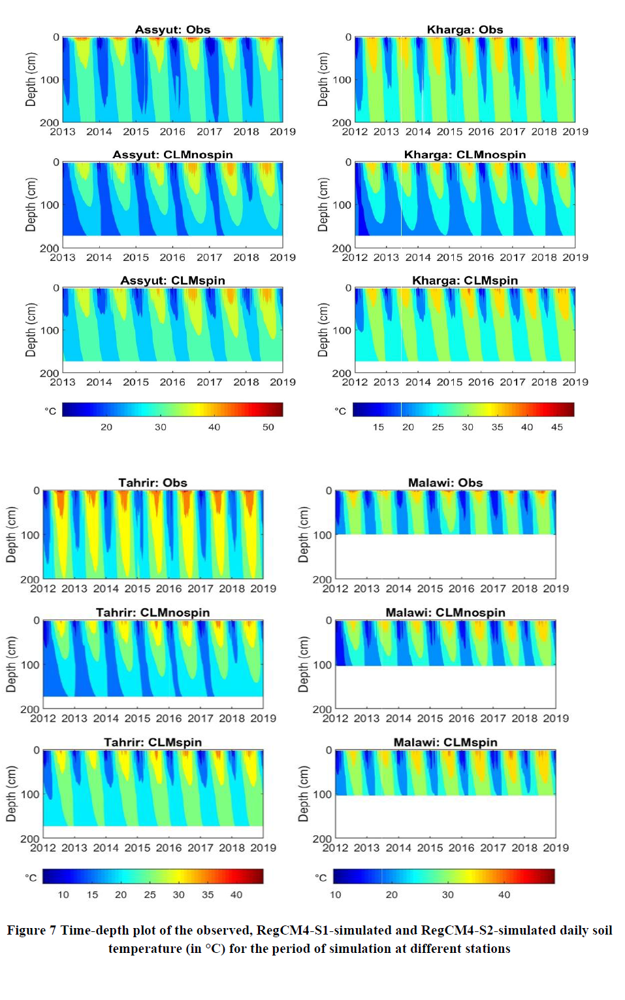 Assyut: Obs
Depth (cm)
0
100
200
2013 2014 2015 2016 2017 2018 2019
Kharga: Obs
Depth (cm)
0
100
200
2012 2013 2014 2015 2016 2017 2018 2019
Assyut: CLMnospin
Depth (cm)
0
100
200
2013 2014 2015 2016 2017 2018 2019
Kharga: CLMnospin
Depth (cm)
0
100
200
2012 2013 2014 2015 2016 2017 2018 2019
Assyut: CLMspin
Depth (cm)
0
100
200
2013 2014 2015 2016 2017 2018 2019
Kharga: CLMspin
Depth (cm)
0
100
200
2012 2013 2014 2015 2016 2017 2018 2019
°C
20 30 40 50
°C
15 20 25 30 35 40 45
Tahrir: Obs
Depth (cm)
0
100
200
2012 2013 2014 2015 2016 2017 2018 2019
Malawi: Obs
Depth (cm)
0
100
200
2012 2013 2014 2015 2016 2017 2018 2019
Tahrir: CLMnospin
Depth (cm)
0
100
200
2012 2013 2014 2015 2016 2017 2018 2019
Malawi: CLMnospin
Depth (cm)
0
100
200
2012 2013 2014 2015 2016 2017 2018 2019
Tahrir: CLMspin
Depth (cm)
0
100
200
2012 2013 2014 2015 2016 2017 2018 2019
Malawi: CLMspin
Depth (cm)
0
100
200
2012 2013 2014 2015 2016 2017 2018 2019
°C
10 15 20 25 30 35 40
°C
10 20 30 40
Figure 7 Time-depth plot of the observed, RegCM4-S1-simulated and RegCM4-S2-simulated daily soil
temperature (in °C) for the period of simulation at different stations